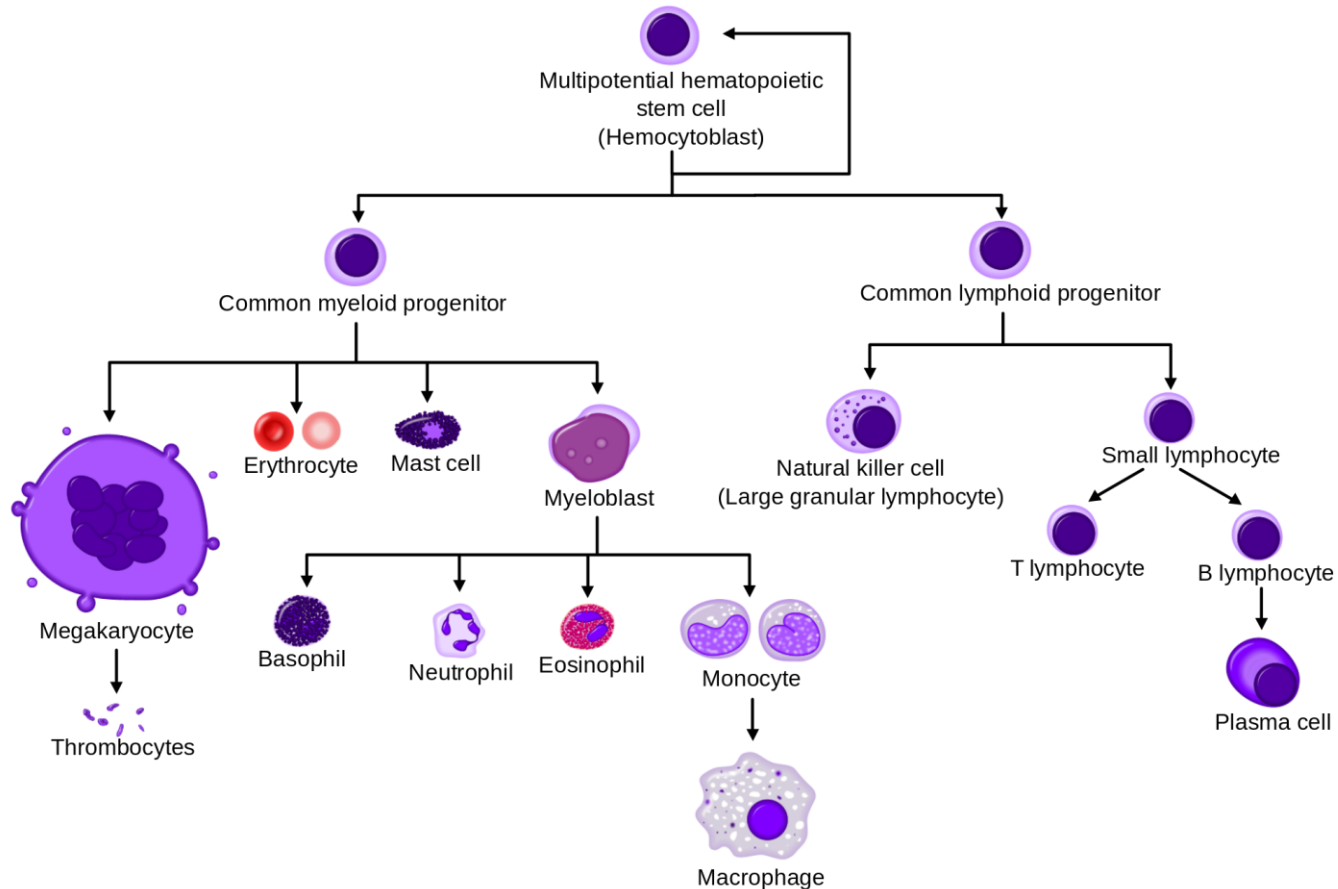 Multipotential hematopoietic
stem cell
(Hemocytoblast)
Common myeloid progenitor
Common lymphoid progenitor
Erythrocyte
Mast cell
Myeloblast
Natural killer cell
(Large granular lymphocyte)
Small lymphocyte
T lymphocyte
B lymphocyte
Megakaryocyte
Basophil
Neutrophil
Eosinophil
Monocyte
Plasma cell
Thrombocytes
Macrophage